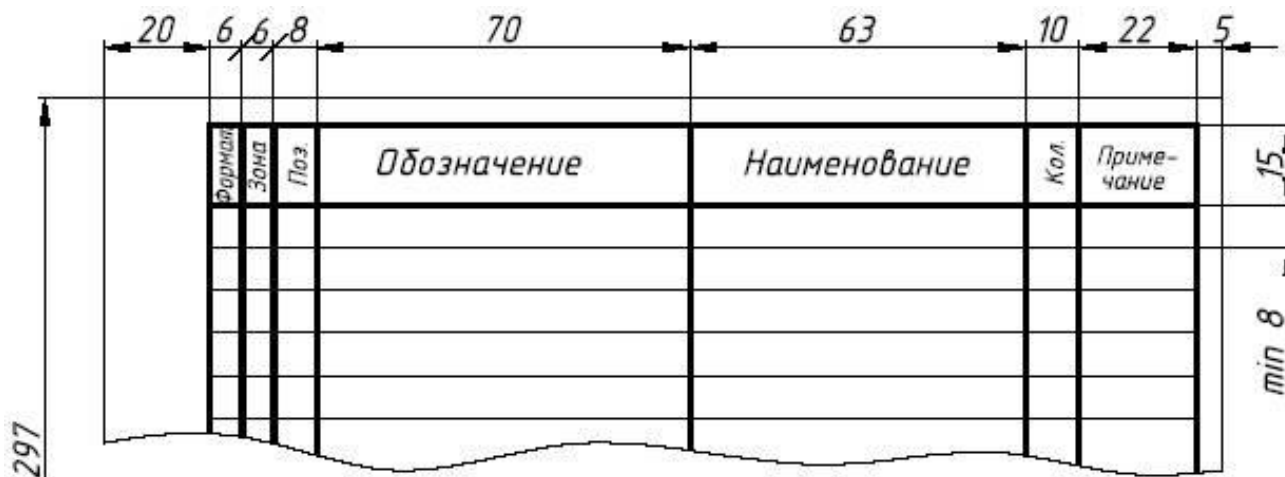 20 6 6 8 70 63 10 22 5
Формат
Зона
Поз.
Обозначение
Наименование
Кол.
Приме-
чание
15
min 8
297